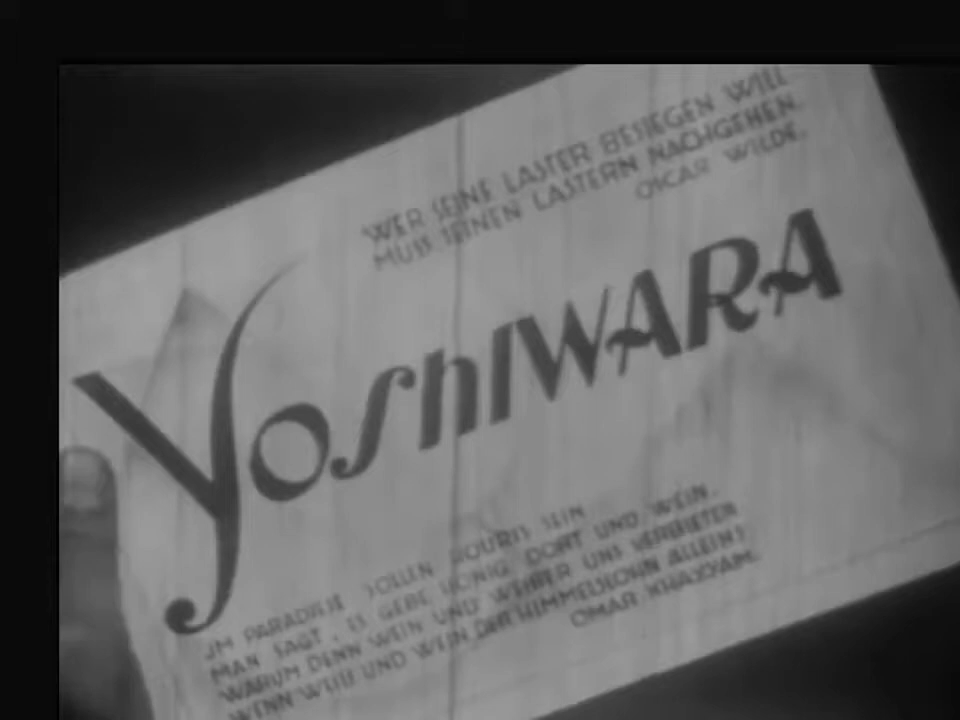 WER SEINE LASTER BESIEGEN WILL
MUSS SEINEN LASTERN NACHGEHEN.
OSCAR WILDE.
YOSHIWARA
IM PARADIESE SOLLEN HOURIS SEIN
MAN SAGT, ES GEBE HONIG DORT UND WEIN.
WARUM DENN WEIN UND WEIBER UNS VERBIETEN
WENN WEIB UND WEIN DER HIMMELSLOHN ALLEIN?
OMAR KHAYYAM.